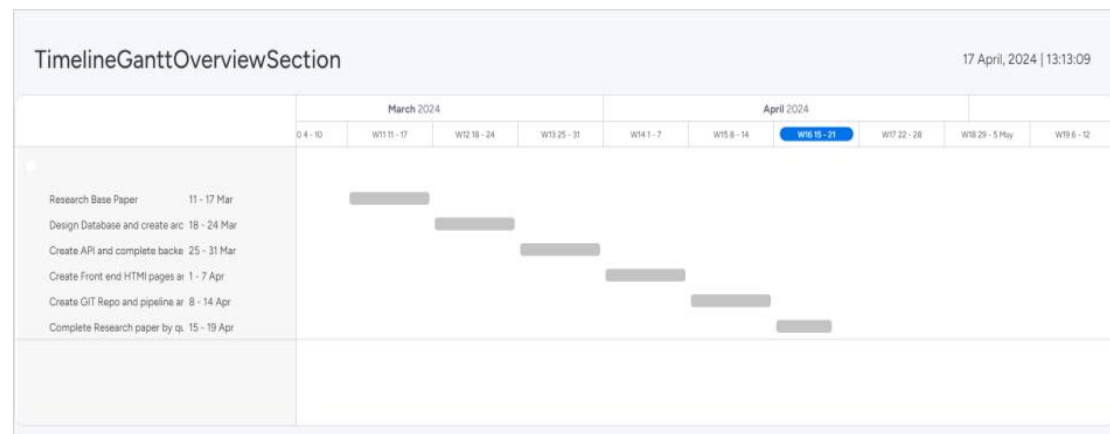 TimelineGanttOverviewSection
17 April, 2024 | 13:13:09
March 2024
April 2024
0 4 - 10
W11 11 - 17
W12 18 - 24
W13 25 - 31
W14 1 - 7
W15 8 - 14
W16 15 - 21
W17 22 - 28
W18 29 - 5 May
W19 6 - 12
Research Base Paper 11 - 17 Mar
Design Database and create arc 18 - 24 Mar
Create API and complete backe 25 - 31 Mar
Create Front end HTMl pages ar 1 - 7 Apr
Create GIT Repo and pipeline ar 8 - 14 Apr
Complete Research paper by qu 15 - 19 Apr